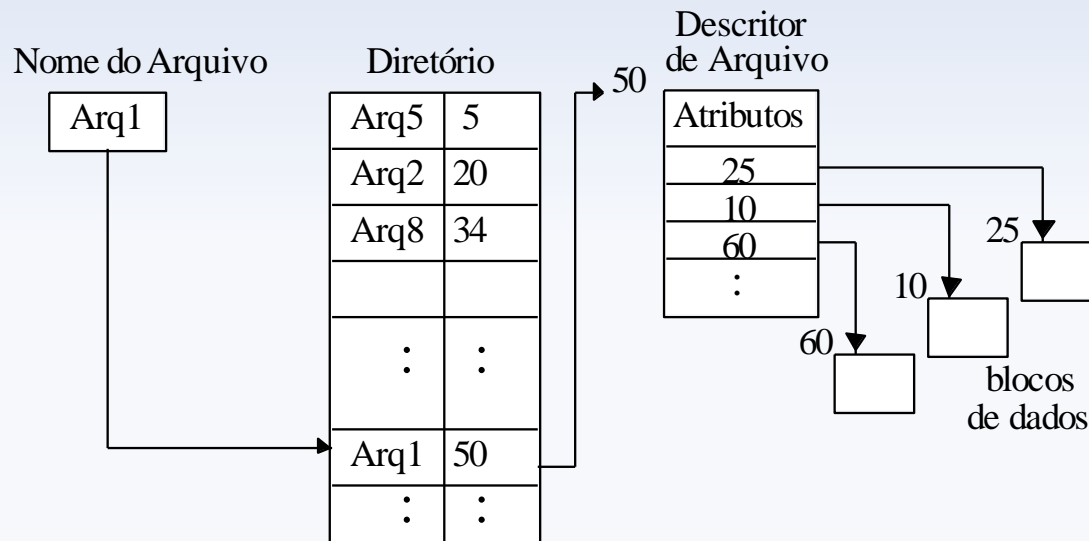 Nome do Arquivo
Arq1
Diretório
Arq5 5
Arq2 20
Arq8 34
: :
Arq1 50
: :
Descritor
de Arquivo
50
Atributos
25
10
60
:
25
10
60
blocos
de dados